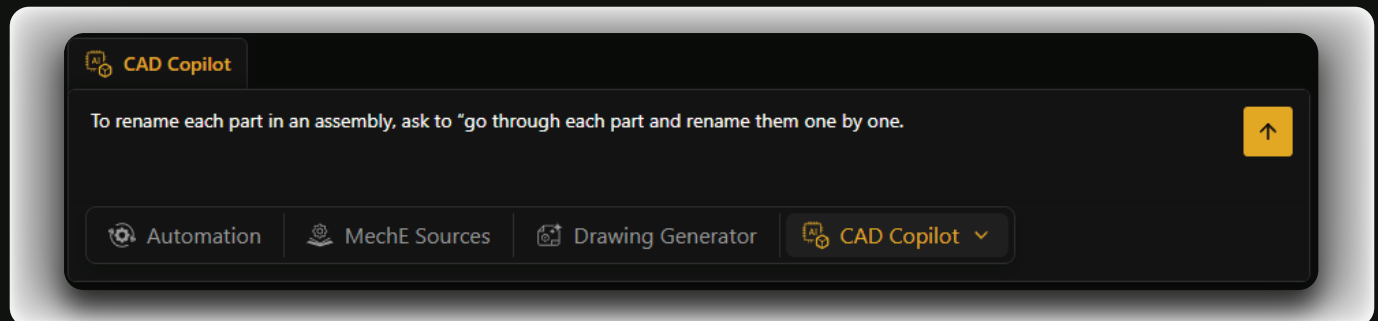 CAD Copilot
To rename each part in an assembly, ask to “go through each part and rename them one by one.
Automation
MechE Sources
Drawing Generator
CAD Copilot